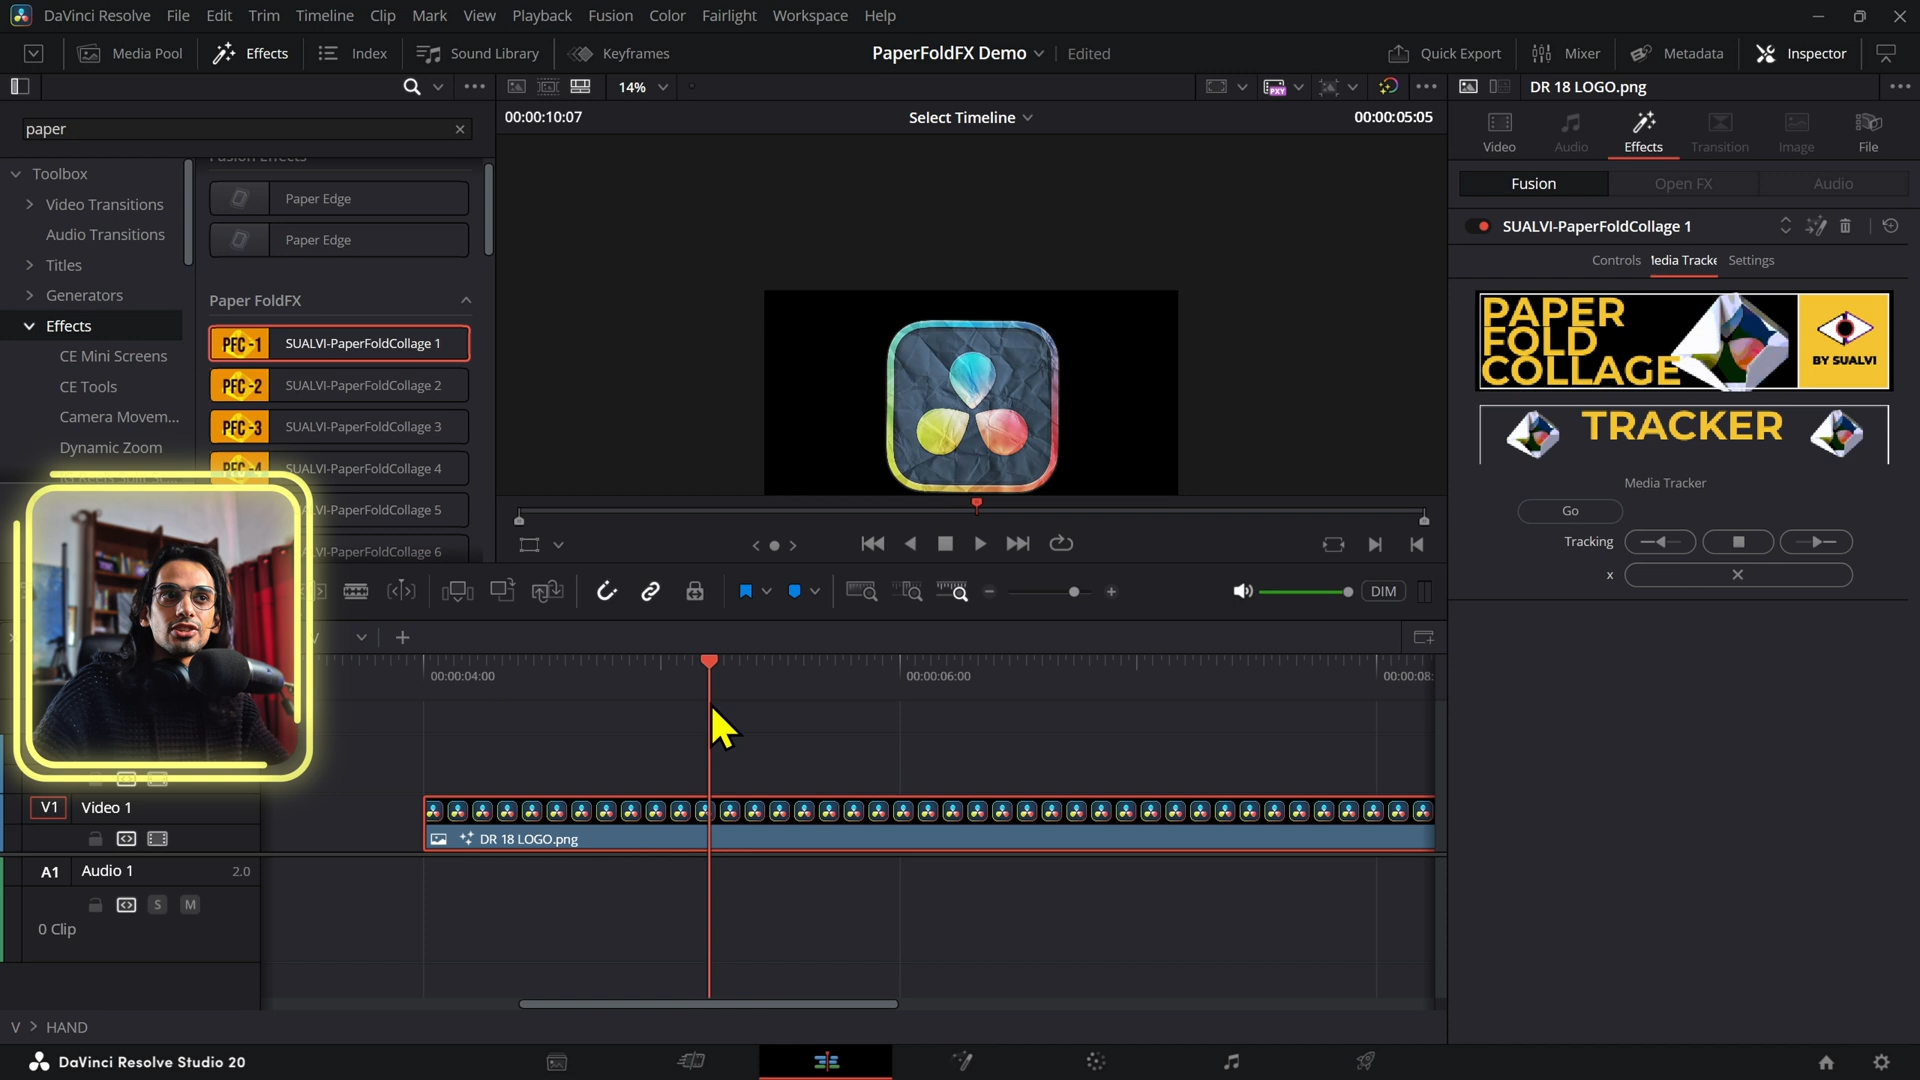 DaVinci Resolve File Edit Trim Timeline Clip Mark View Playback Fusion Color Fairlight Workspace Help
Media Pool Effects Index Sound Library Keyframes PaperFoldFX Demo Edited Quick Export Mixer Metadata Inspector
14% PXY DR 18 LOGO.png
00:00:10:07 Select Timeline 00:00:05:05
paper
Video Audio Effects Transition Image File
Fusion Open FX Audio
Toolbox
Video Transitions
Audio Transitions
Titles
Generators
Effects
CE Mini Screens
CE Tools
Camera Movem...
Dynamic Zoom
Fusion Effects
Paper Edge
Paper Edge
Paper FoldFX
PFC -1 SUALVI-PaperFoldCollage 1
PFC -2 SUALVI-PaperFoldCollage 2
PFC -3 SUALVI-PaperFoldCollage 3
PFC -4 SUALVI-PaperFoldCollage 4
VI-PaperFoldCollage 5
VI-PaperFoldCollage 6
SUALVI-PaperFoldCollage 1
Controls ledia Tracke Settings
PAPER
FOLD
COLLAGE
BY SUALVI
TRACKER
Media Tracker
Go
Tracking
x
DIM
00:00:04:00 00:00:06:00 00:00:08:
V1 Video 1
DR 18 LOGO.png
A1 Audio 1 2.0
S M
0 Clip
V > HAND
DaVinci Resolve Studio 20